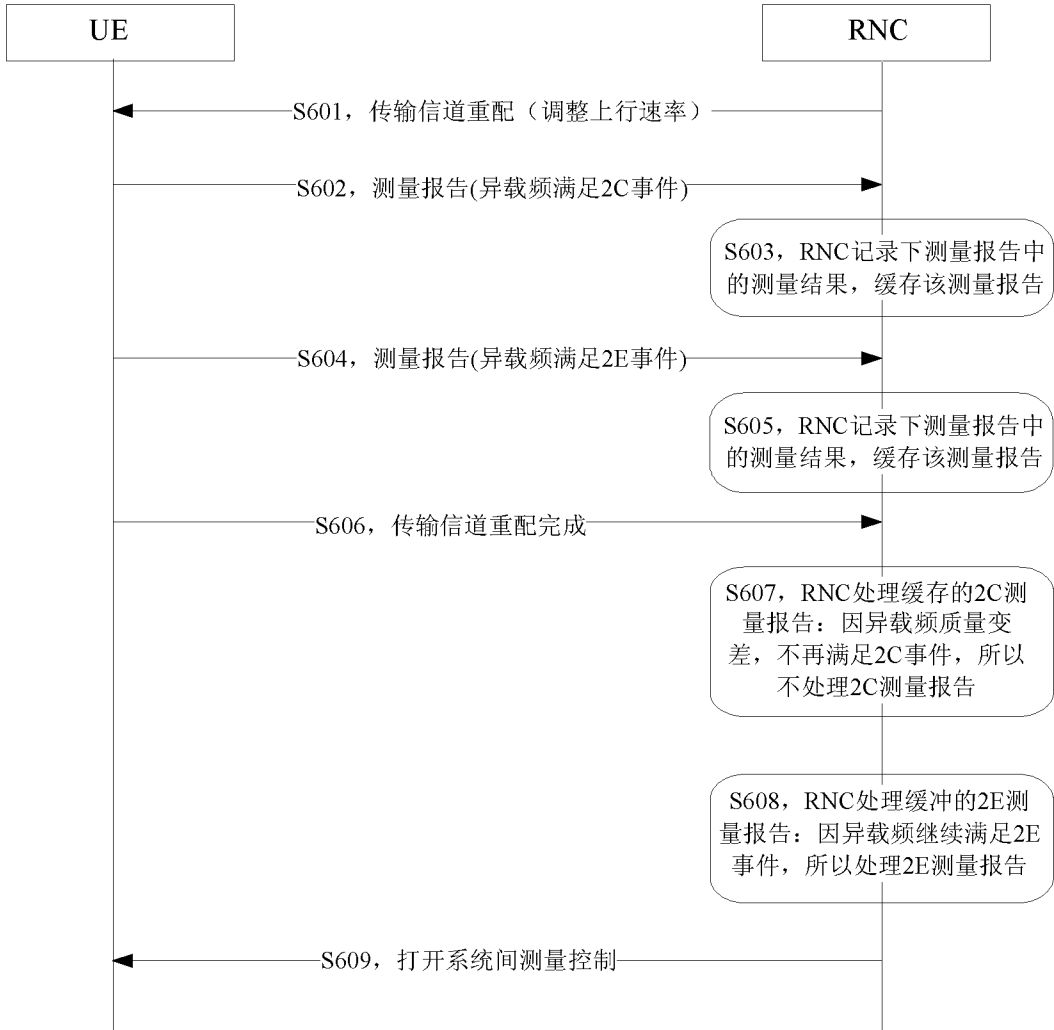 UE
RNC
S601，传输信道重配（调整上行速率）
S602，测量报告(异载频满足2C事件)
S603，RNC记录下测量报告中
的测量结果，缓存该测量报告
S604，测量报告(异载频满足2E事件)
S605，RNC记录下测量报告中
的测量结果，缓存该测量报告
S606，传输信道重配完成
S607，RNC处理缓存的2C测
量报告：因异载频质量变
差，不再满足2C事件，所以
不处理2C测量报告
S608，RNC处理缓冲的2E测
量报告：因异载频继续满足2E
事件，所以处理2E测量报告
S609，打开系统间测量控制